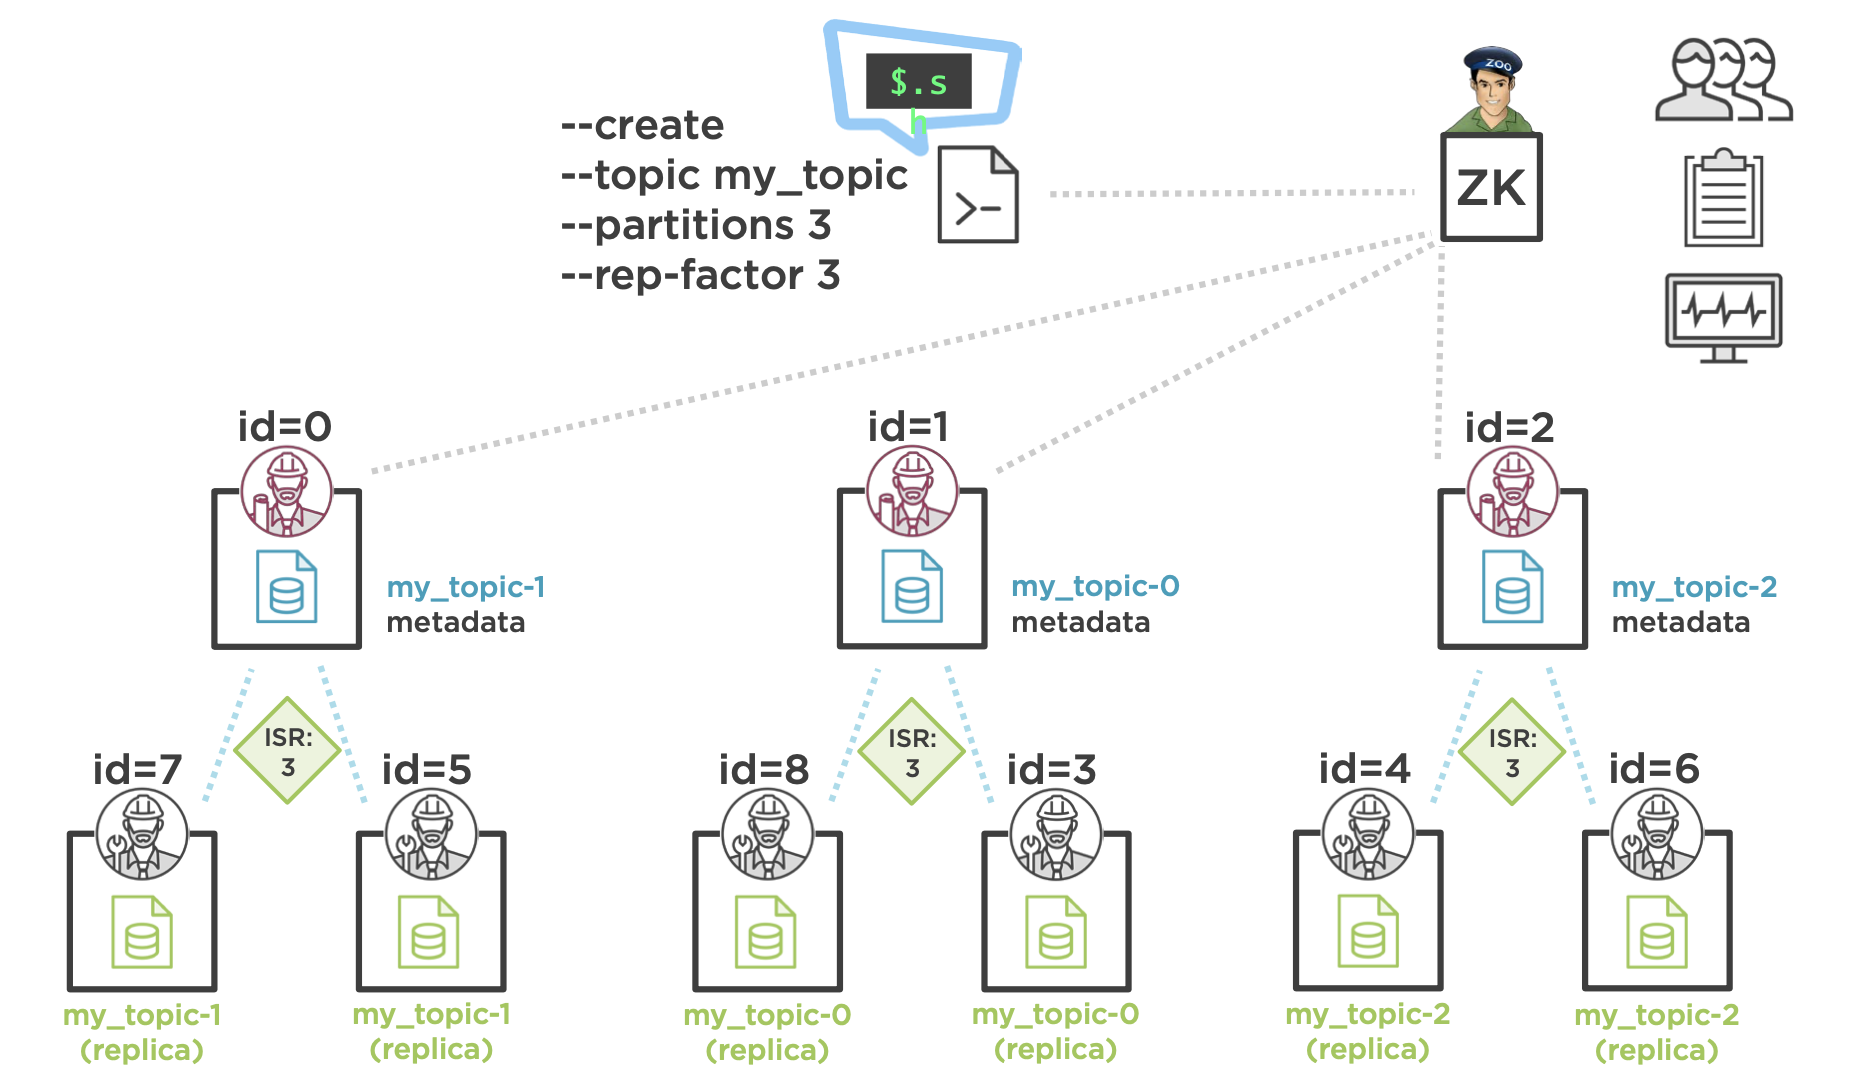 $.s
h
--create
--topic my_topic
--partitions 3
--rep-factor 3
ZOO
ZK
id=0
id=1
id=2
my_topic-1
metadata
my_topic-0
metadata
my_topic-2
metadata
ISR:
3
ISR:
3
ISR:
3
id=7
id=5
id=8
id=3
id=4
id=6
my_topic-1
(replica)
my_topic-1
(replica)
my_topic-0
(replica)
my_topic-0
(replica)
my_topic-2
(replica)
my_topic-2
(replica)